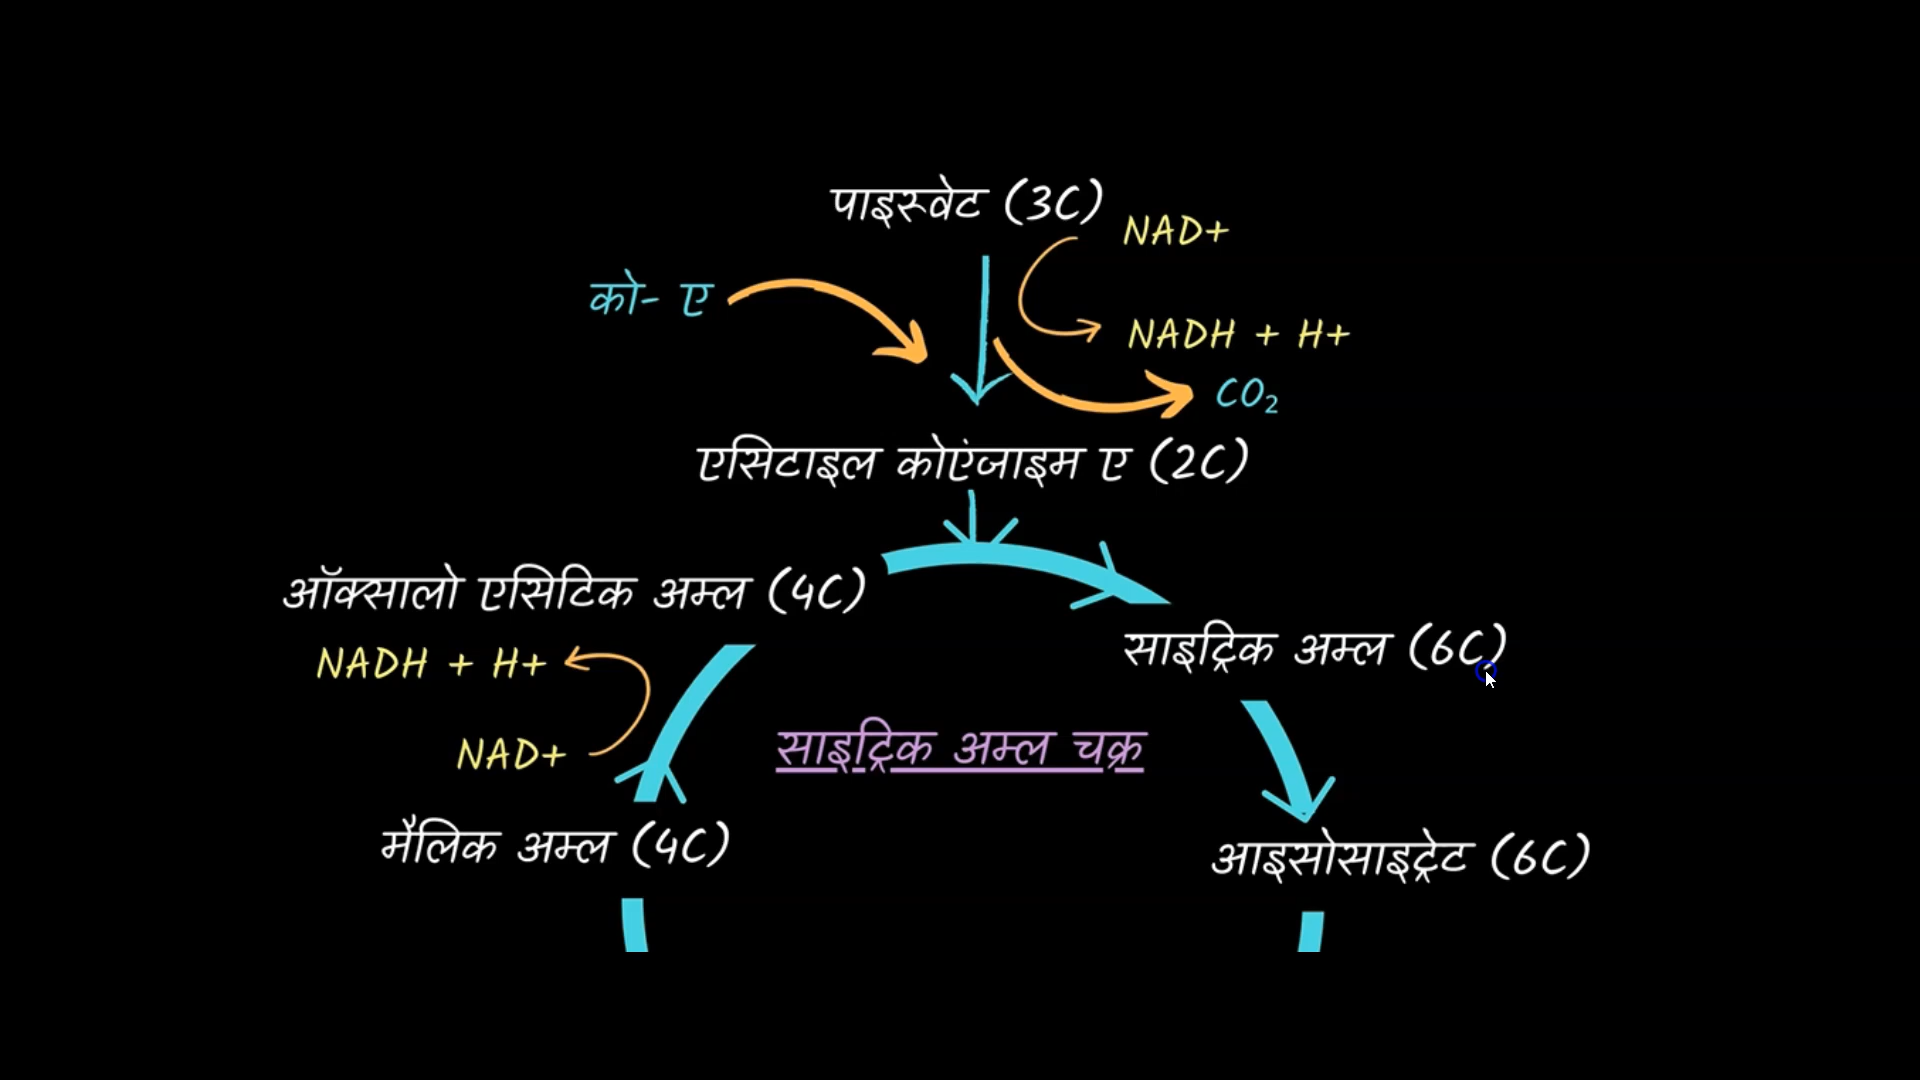 पाइरूवेट (3C)
NAD+
को- ए
NADH + H+
CO₂
एसिटाइल कोएंजाइम ए (2C)
ऑक्सालो एसिटिक अम्ल (4C)
साइट्रिक अम्ल (6C)
NADH + H+
साइट्रिक अम्ल चक्र
NAD+
मैलिक अम्ल (4C)
आइसोसाइट्रेट (6C)